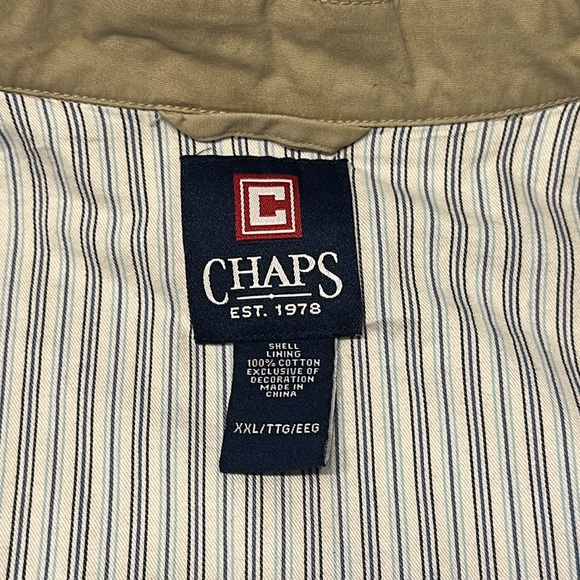 C
CHAPS
EST. 1978
SHELL
LINING
100% COTTON
EXCLUSIVE OF
DECORATION
MADE IN
CHINA
XXL/TTG/EEG